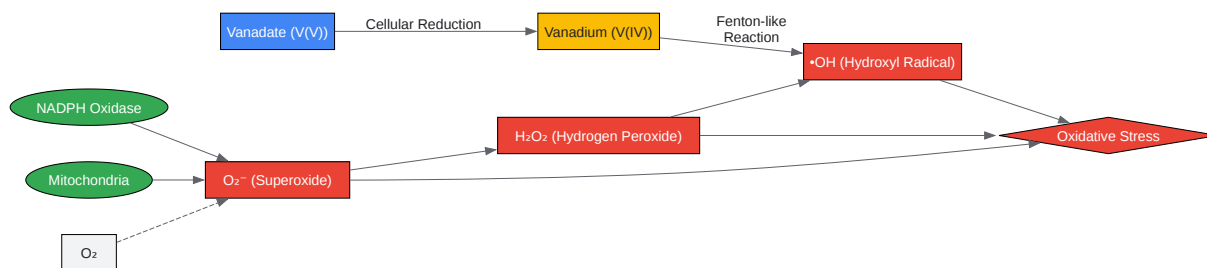 Vanadate (V(V))
Cellular Reduction
Vanadium (V(IV))
Fenton-like
Reaction
•OH (Hydroxyl Radical)
NADPH Oxidase
H₂O₂ (Hydrogen Peroxide)
Oxidative Stress
Mitochondria
O₂⁻ (Superoxide)
O₂